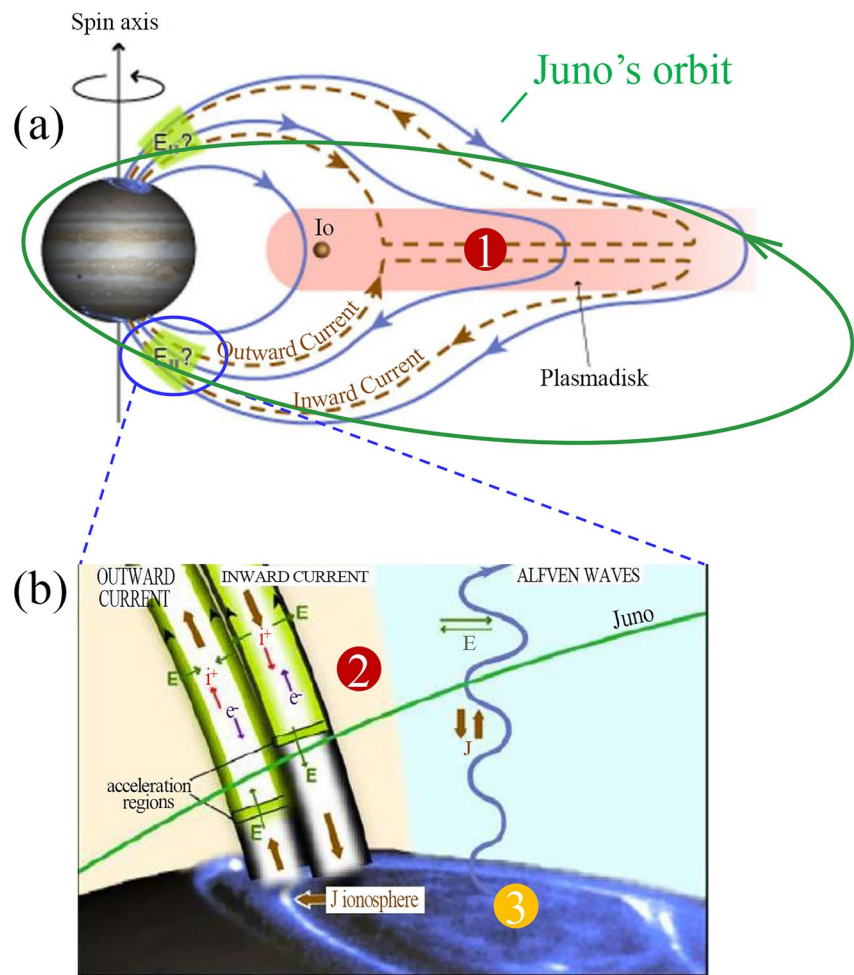 Spin axis
Juno's orbit
(a)
E||?
Io
1
Outward Current
Inward Current
E||?
Plasmadisk
(b)
OUTWARD
CURRENT
INWARD CURRENT
ALFVEN WAVES
Juno
i+
E
E
i+
E
2
e-
e-
J
acceleration
regions
E
E
J ionosphere
3